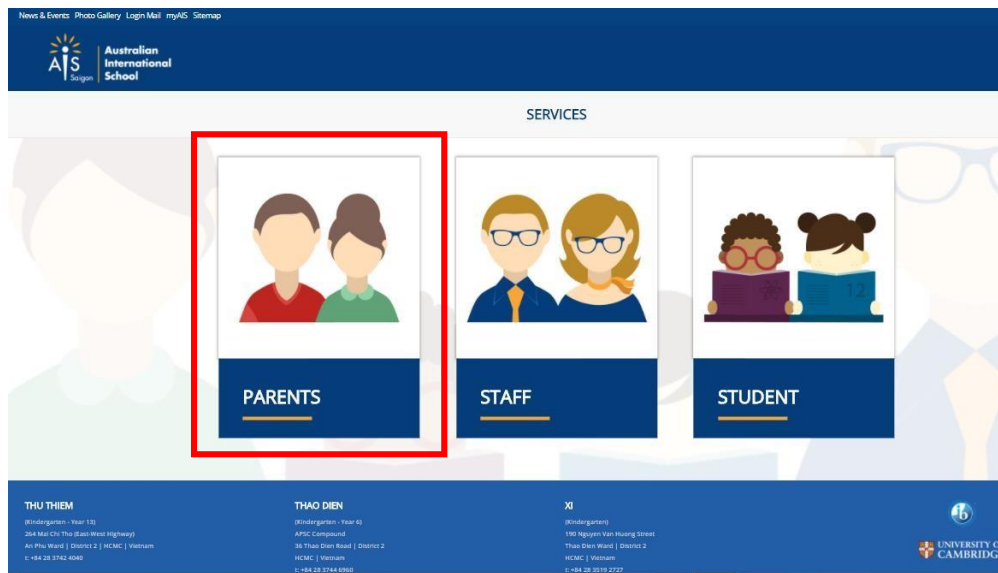 News & Events Photo Gallery Login Mail myAIS Sitemap
AIS
Saigon
Australian
International
School
SERVICES
12
PARENTS
STAFF
STUDENT
THU THIEM
(Kindergarten - Year 13)
264 Mai Chi Tho (East-West Highway)
An Phu Ward | District 2 | HCMC | Vietnam
t: +84 28 3742 4040
THAO DIEN
(Kindergarten - Year 6)
APSC Compound
36 Thao Dien Road | District 2
HCMC | Vietnam
t: +84 28 3744 6960
XI
(Kindergarten)
190 Nguyen Van Huong Street
Thao Dien Ward | District 2
HCMC | Vietnam
t: +84 28 3519 2727
ib
UNIVERSITY O
CAMBRIDG